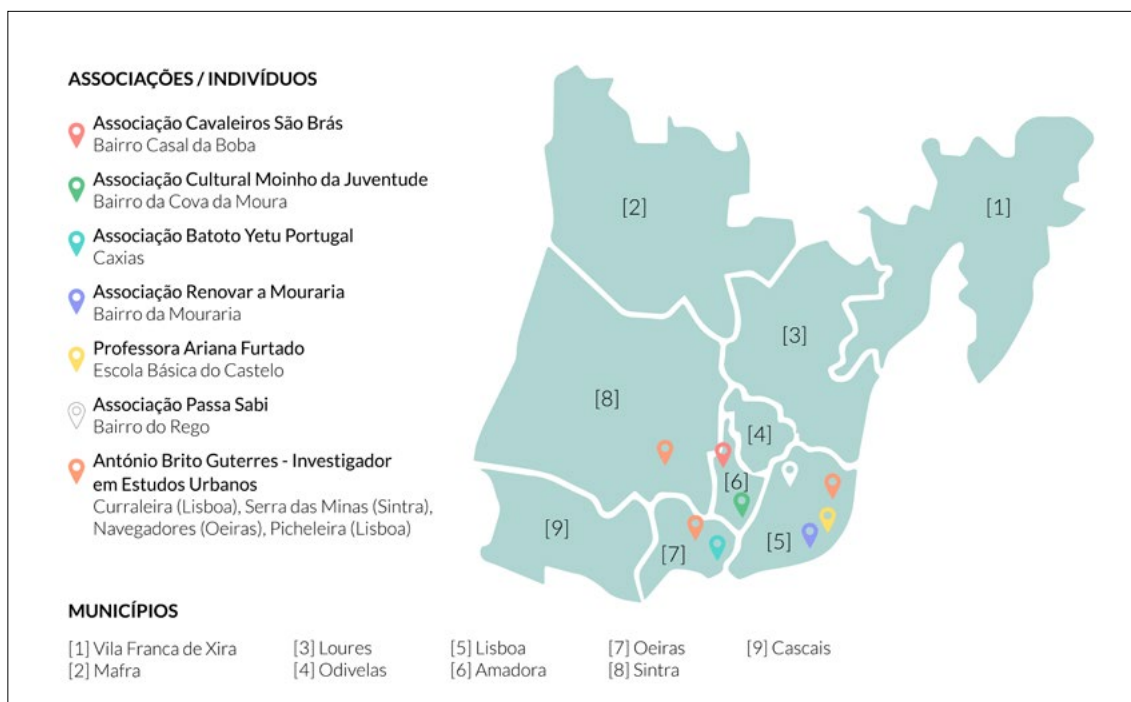 ASSOCIAÇÕES / INDIVÍDUOS
Associação Cavaleiros São Brás
Bairro Casal da Boba
Associação Cultural Moinho da Juventude
Bairro da Cova da Moura
Associação Batoto Yetu Portugal
Caxias
Associação Renovar a Mouraria
Bairro da Mouraria
Professora Ariana Furtado
Escola Básica do Castelo
Associação Passa Sabi
Bairro do Rego
António Brito Guterres - Investigador
em Estudos Urbanos
Curraleira (Lisboa), Serra das Minas (Sintra),
Navegadores (Oeiras), Picheleira (Lisboa)
[2]
[1]
[3]
[8]
[4]
[6]
[9]
[7]
[5]
MUNICÍPIOS
[1] Vila Franca de Xira
[2] Mafra
[3] Loures
[4] Odivelas
[5] Lisboa
[6] Amadora
[7] Oeiras
[8] Sintra
[9] Cascais